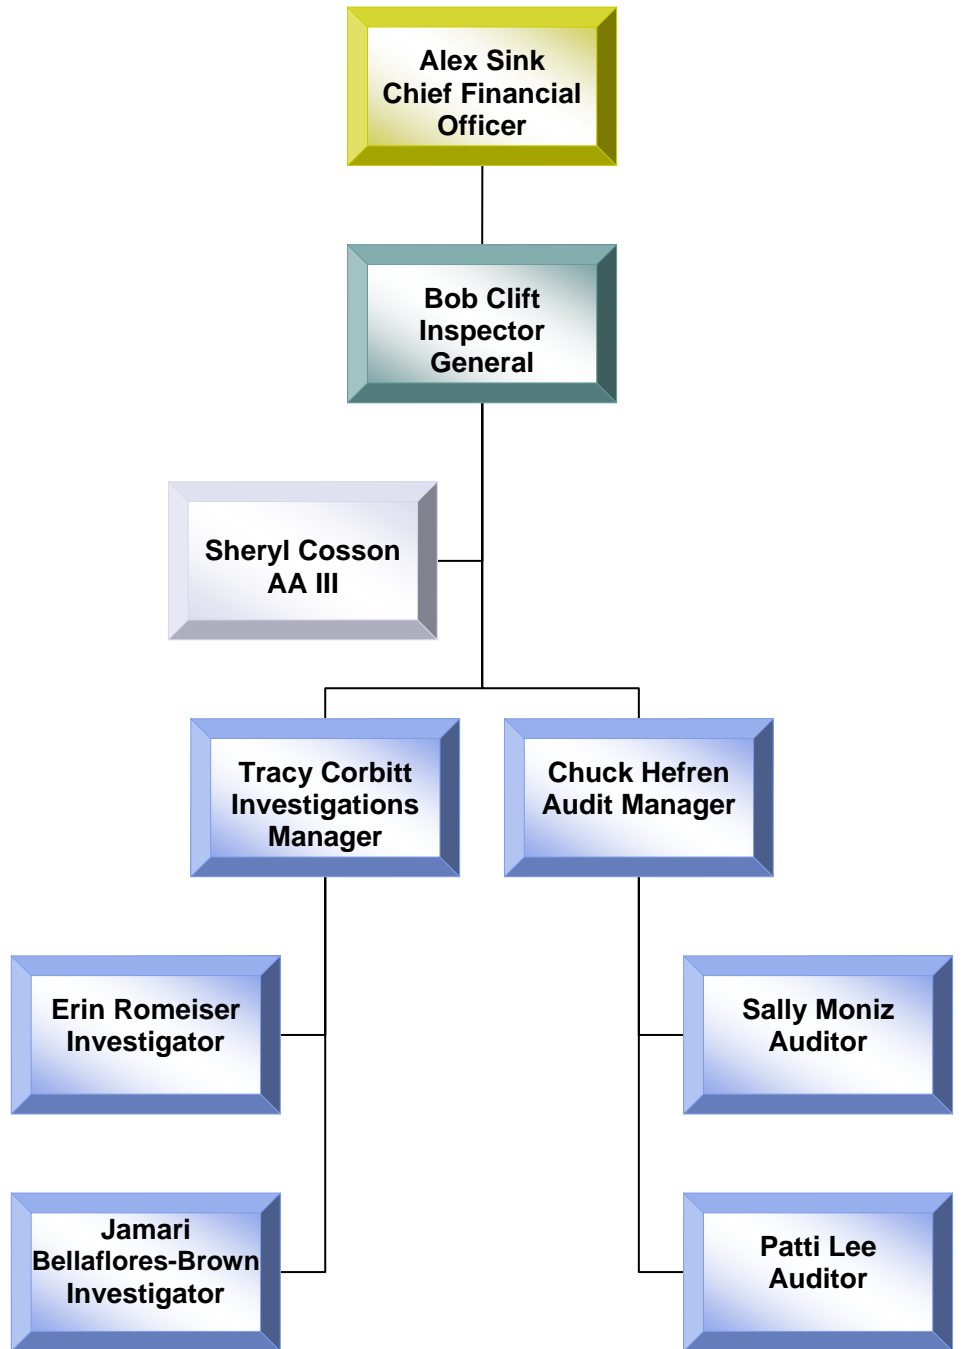 Alex Sink
Chief Financial
Officer
Bob Clift
Inspector
General
Sheryl Cosson
AA III
Tracy Corbitt
Investigations
Manager
Chuck Hefren
Audit Manager
Erin Romeiser
Investigator
Sally Moniz
Auditor
Jamari
Bellaflores-Brown
Investigator
Patti Lee
Auditor